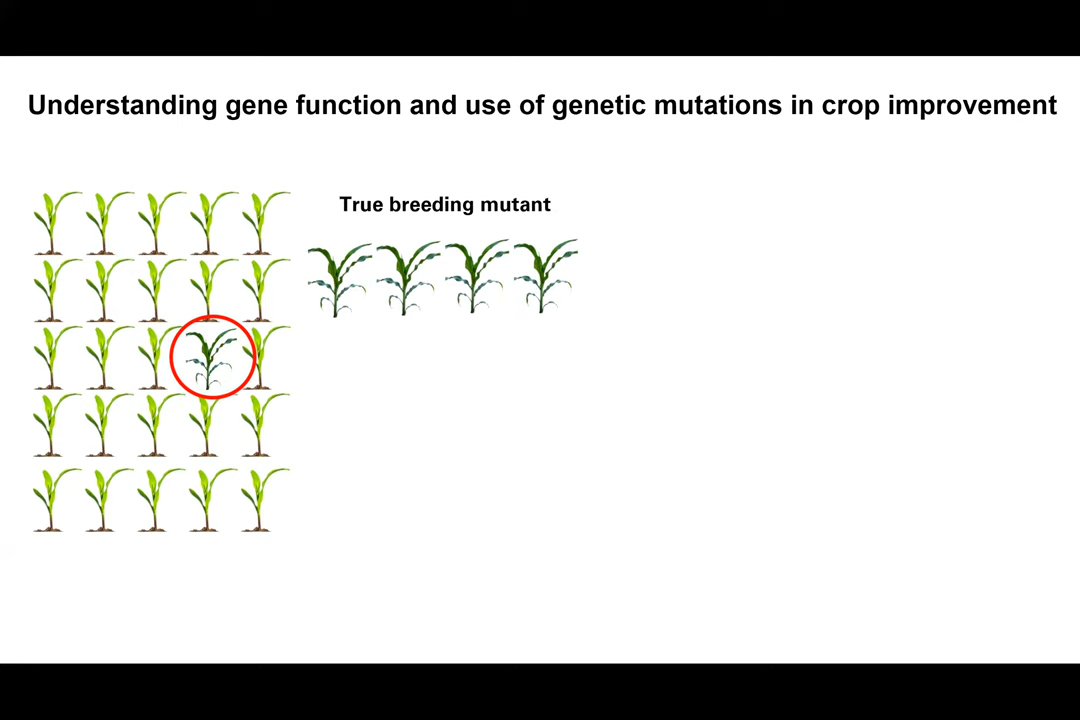 Understanding gene function and use of genetic mutations in crop improvement
True breeding mutant